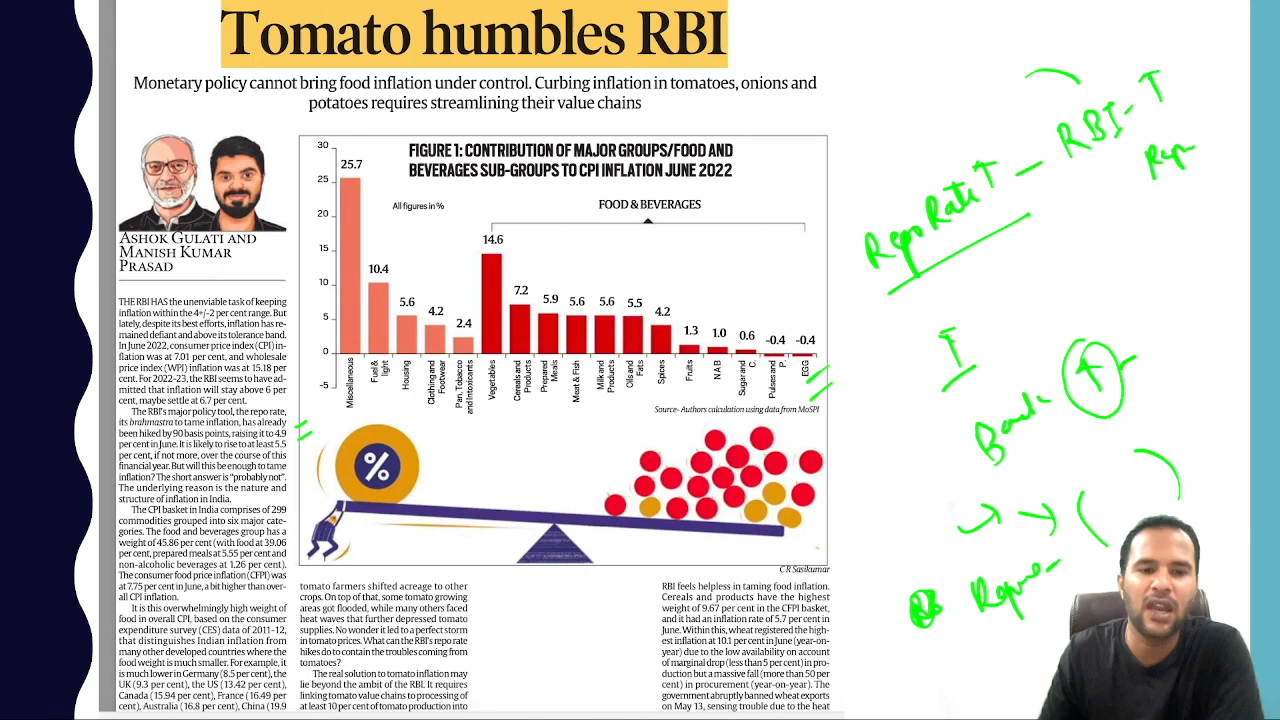 Tomato humbles RBI
Monetary policy cannot bring food inflation under control. Curbing inflation in tomatoes, onions and
potatoes requires streamlining their value chains
ASHOK GULATI AND
MANISH KUMAR
PRASAD
THE RBI HAS the unenviable task of keeping
inflation within the 4+/-2 per cent range. But
lately, despite its best efforts, inflation has re-
mained defiant and above its tolerance band.
In June 2022, consumer price index (CPI) in-
flation was at 7.01 per cent, and wholesale
price index (WPI) inflation was at 15.18 per
cent. For 2022-23, the RBI seems to have ad-
mitted that inflation will stay above 6 per
cent, maybe settle at 6.7 per cent.
The RBI's major policy tool, the repo rate,
its brahmastra to tame inflation, has already
been hiked by 90 basis points, raising it to 4.9
per cent in June. It is likely to rise to at least 5.5
per cent, if not more, over the course of this
financial year. But will this be enough to tame
inflation? The short answer is "probably not".
The underlying reason is the nature and
structure of inflation in India.
The CPI basket in India comprises of 299
commodities grouped into six major cate-
gories. The food and beverages group has a
weight of 45.86 per cent (with food at 39.06
per cent, prepared meals at 5.55 per cent and
non-alcoholic beverages at 1.26 per cent).
The consumer food price inflation (CFPI) was
at 7.75 per cent in June, a bit higher than over-
all CPI inflation.
It is this overwhelmingly high weight of
food in overall CPI, based on the consumer
expenditure survey (CES) data of 2011-12,
that distinguishes Indian inflation from
many other developed countries where the
food weight is much smaller. For example, it
is much lower in Germany (8.5 per cent), the
UK (9.3 per cent), the US (13.42 per cent),
Canada (15.94 per cent), France (16.49 per
cent), Australia (16.8 per cent), China (19.9
FIGURE 1: CONTRIBUTION OF MAJOR GROUPS/FOOD AND
BEVERAGES SUB-GROUPS TO CPI INFLATION JUNE 2022
All figures in %
FOOD & BEVERAGES
30
25
20
15
10
5
0
-5
25.7
10.4
5.6
4.2
2.4
14.6
7.2
5.9
5.6
5.6
5.5
4.2
1.3
1.0
0.6
-0.4
-0.4
Miscellaneous
Fuel &
light
Housing
Clothing and
Footwear
Pan, Tobacco
and Intoxicants
Vegetables
Cereals and
Products
Prepared
Meals
Meat & Fish
Milk and
Products
Oils and
Fats
Spices
Fruits
N A B
Sugar and
C.
Pulses and
P.
EGG
Source- Authors calculation using data from MoSPI
%
C R Sasikumar
tomato farmers shifted acreage to other
crops. On top of that, some tomato growing
areas got flooded, while many others faced
heat waves that further depressed tomato
supplies. No wonder it led to a perfect storm
in tomato prices. What can the RBI's repo rate
hikes do to contain the troubles coming from
tomatoes?
The real solution to tomato inflation may
lie beyond the ambit of the RBI. It requires
linking tomato value chains to processing of
at least 10 per cent of tomato production into
RBI feels helpless in taming food inflation.
Cereals and products have the highest
weight of 9.67 per cent in the CFPI basket,
and it had an inflation rate of 5.7 per cent in
June. Within this, wheat registered the high-
est inflation at 10.1 per cent in June (year-on-
year) due to the low availability on account
of marginal drop (less than 5 per cent) in pro-
duction but a massive fall (more than 50 per
cent) in procurement (year-on-year). The
government abruptly banned wheat exports
on May 13, sensing trouble due to the heat
Repo Rate ↑ - RBI - ↑
Repo
I
Bank ↑